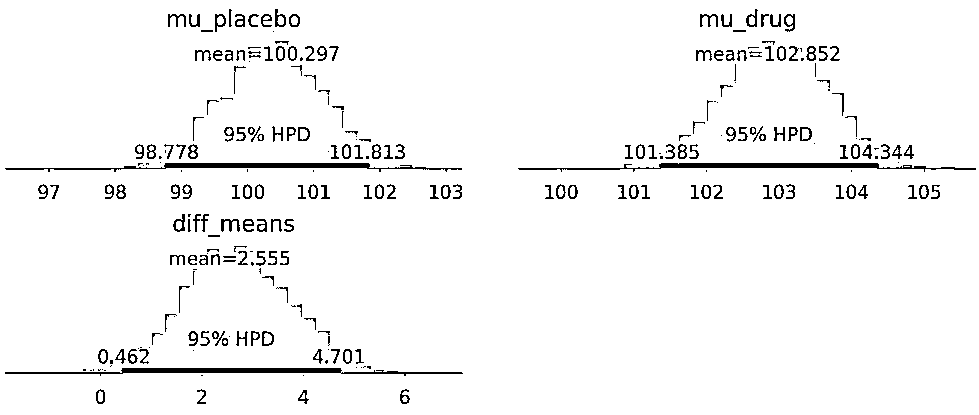 mu_placebo
mean=100.297
95% HPD
98.778 101.813
97 98 99 100 101 102 103
mu_drug
mean=102.852
95% HPD
101.385 104.344
100 101 102 103 104 105
diff_means
mean=2.555
95% HPD
0.462 4.701
0 2 4 6